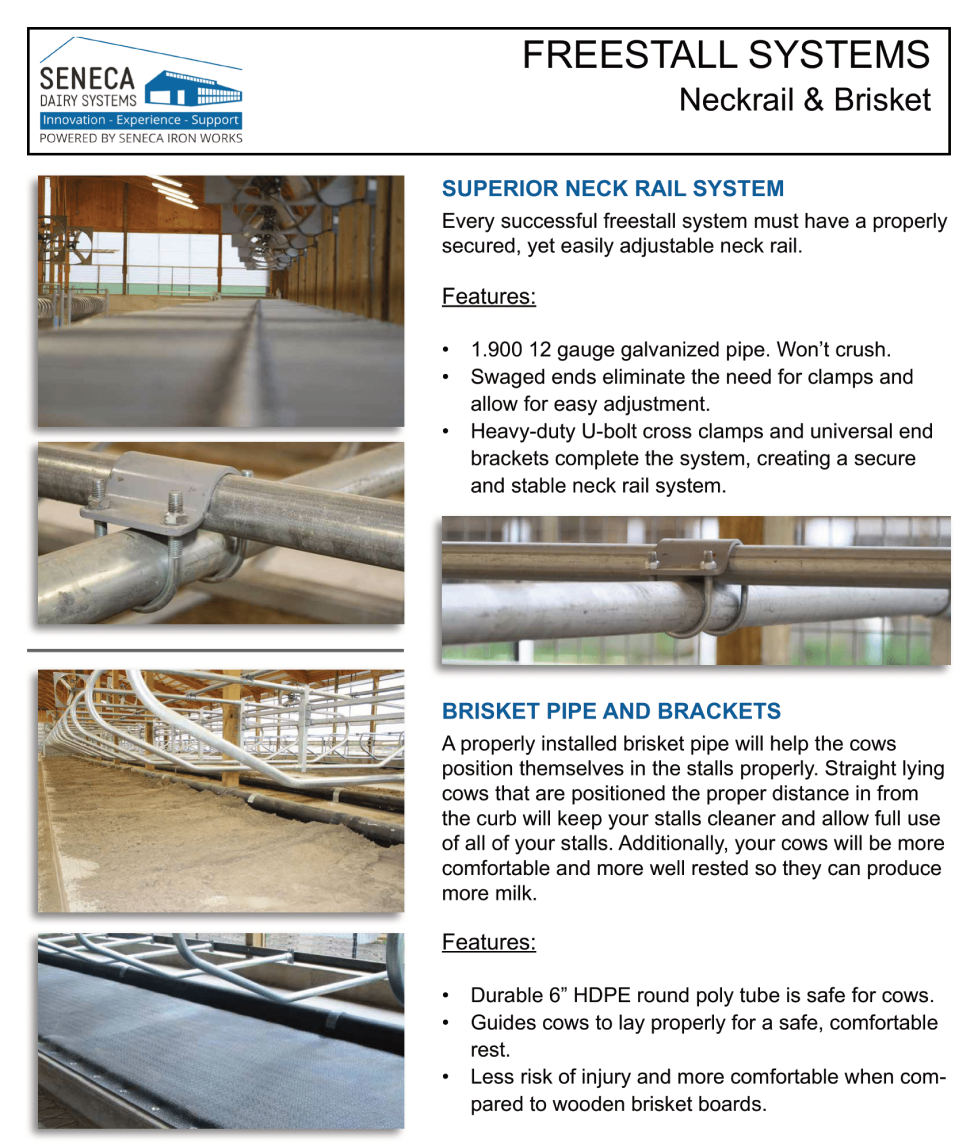 SENECA
DAIRY SYSTEMS
Innovation - Experience - Support
POWERED BY SENECA IRON WORKS
FREESTALL SYSTEMS
Neckrail & Brisket
SUPERIOR NECK RAIL SYSTEM
Every successful freestall system must have a properly
secured, yet easily adjustable neck rail.
Features:
• 1.900 12 gauge galvanized pipe. Won’t crush.
• Swaged ends eliminate the need for clamps and
allow for easy adjustment.
• Heavy-duty U-bolt cross clamps and universal end
brackets complete the system, creating a secure
and stable neck rail system.
BRISKET PIPE AND BRACKETS
A properly installed brisket pipe will help the cows
position themselves in the stalls properly. Straight lying
cows that are positioned the proper distance in from
the curb will keep your stalls cleaner and allow full use
of all of your stalls. Additionally, your cows will be more
comfortable and more well rested so they can produce
more milk.
Features:
• Durable 6” HDPE round poly tube is safe for cows.
• Guides cows to lay properly for a safe, comfortable
rest.
• Less risk of injury and more comfortable when com-
pared to wooden brisket boards.